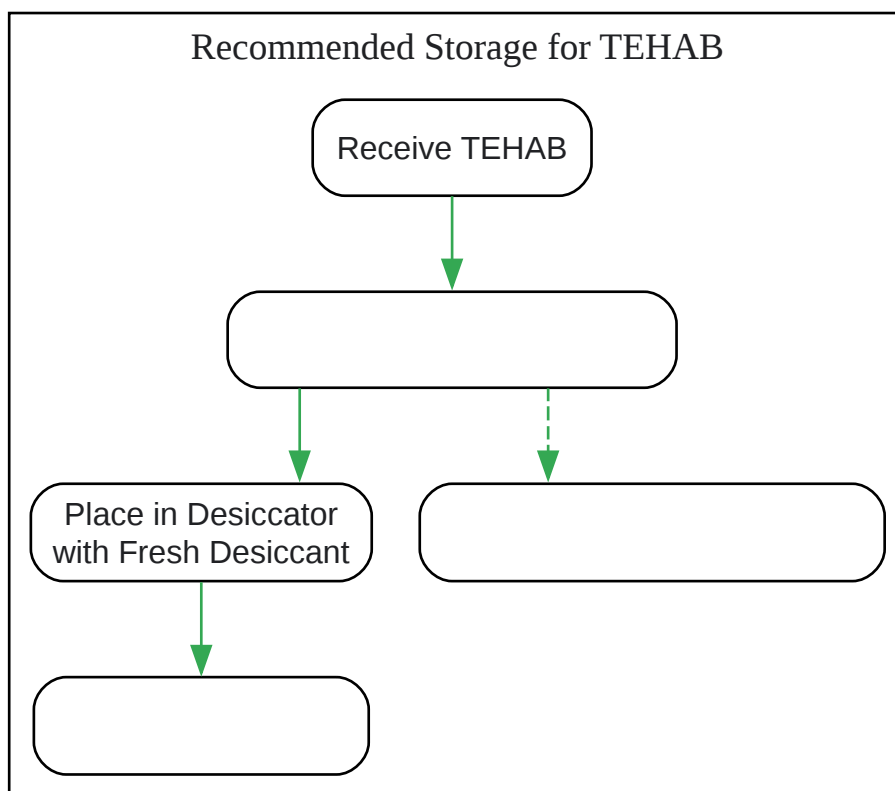 Recommended Storage for TEHAB
Receive TEHAB
Place in Desiccator
with Fresh Desiccant